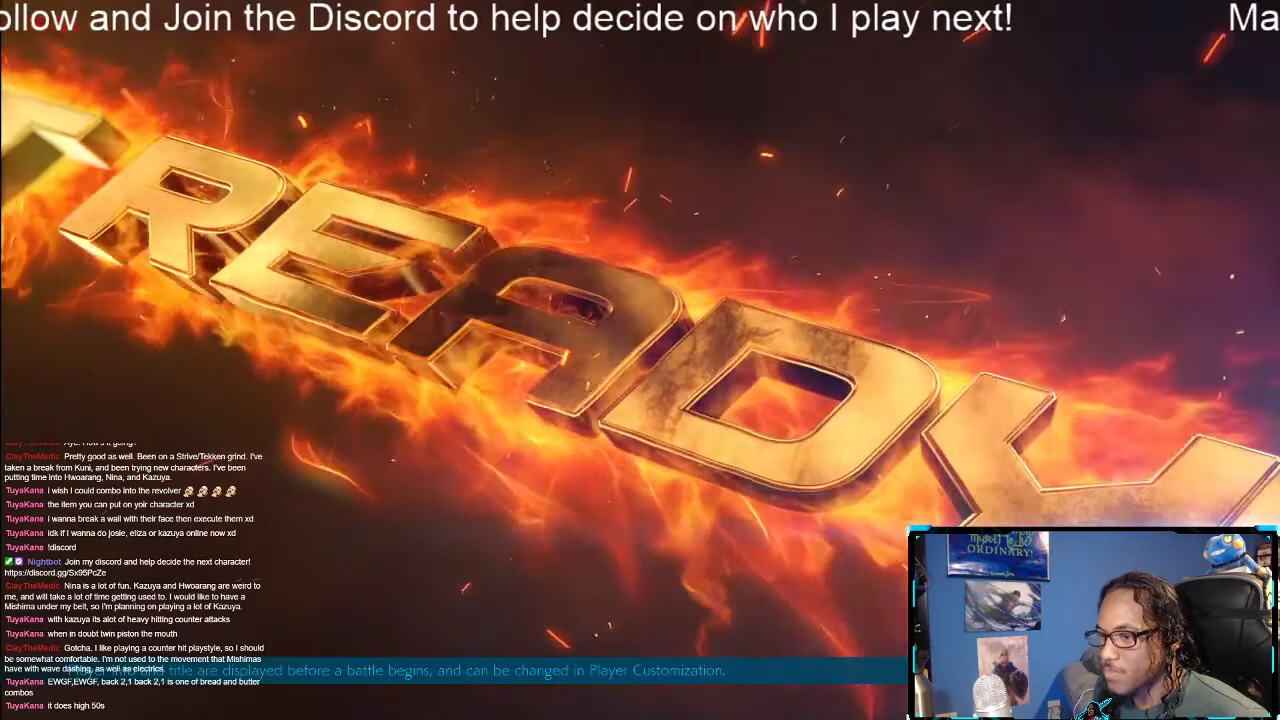 ollow and Join the Discord to help decide on who I play next!
Ma
READY
ClayTheMedic Aye. How's it going?
ClayTheMedic Pretty good as well. Been on a Strive/Tekken grind. I've
taken a break from Kuni, and been trying new characters. I've been
putting time into Hwoarang, Nina, and Kazuya.
TuyaKana i wish I could combo into the revolver
TuyaKana the item you can put on yoir character xd
TuyaKana i wanna break a wall with their face then execute them xd
TuyaKana idk if I wanna do josie, eliza or kazuya online now xd
TuyaKana !discord
Nightbot Join my discord and help decide the next character!
https://discord.gg/Sx95PcZe
ClayTheMedic Nina is a lot of fun. Kazuya and Hwoarang are weird to
me, and will take a lot of time getting used to. I would like to have a
Mishima under my belt, so I'm planning on playing a lot of Kazuya.
TuyaKana with kazuya its alot of heavy hitting counter attacks
TuyaKana when in doubt twin piston the mouth
ClayTheMedic Gotcha. I like playing a counter hit playstyle, so I should
be somewhat comfortable. I'm not used to the movement that Mishimas
have with wave dashing, as well as electrics.
TuyaKana EWGF,EWGF, back 2,1 back 2,1 is one of bread and butter
combos
TuyaKana it does high 50s
and title are displayed before a battle begins, and can be changed in Player Customization.
ORDINARY!